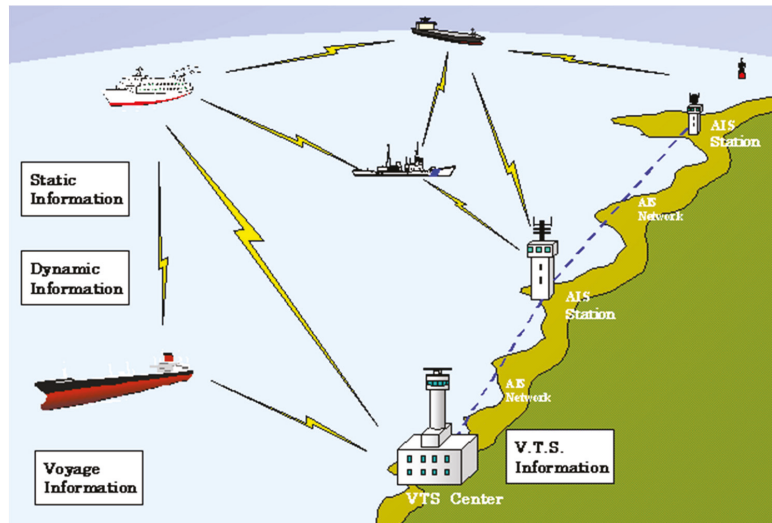 AIS
Station
AIS
Network
Static
Information
Dynamic
Information
AIS
Station
AIS
Network
V.T.S.
Information
Voyage
Information
VTS Center